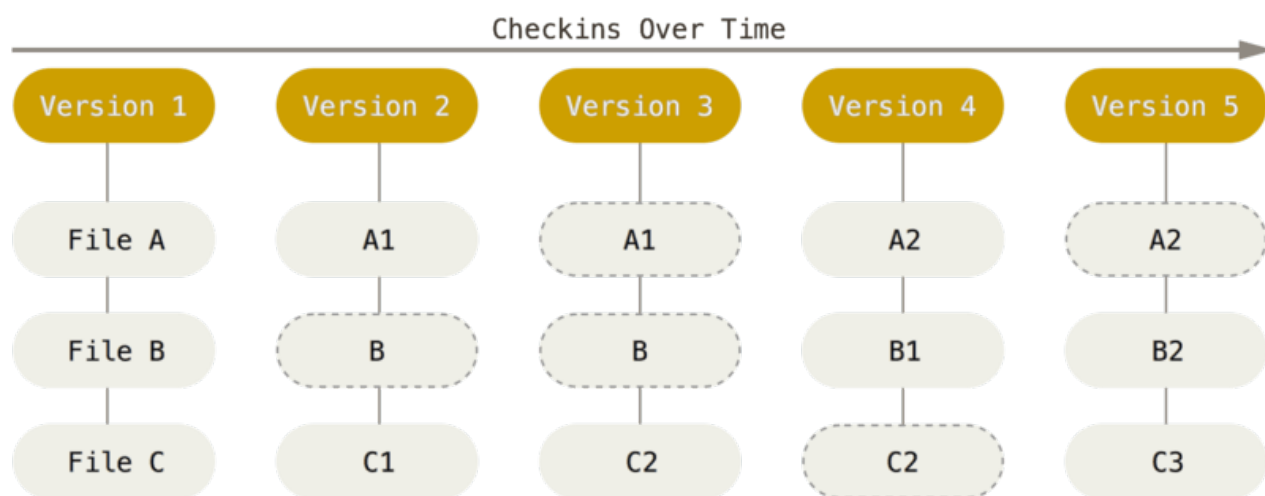 Checkins Over Time
Version 1 Version 2 Version 3 Version 4 Version 5
File A A1 A1 A2 A2
File B B B B1 B2
File C C1 C2 C2 C3